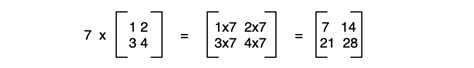 7 x [ 1 2 = [ 1x7 2x7 = [ 7 14
3 4 ] 3x7 4x7 ] 21 28 ]